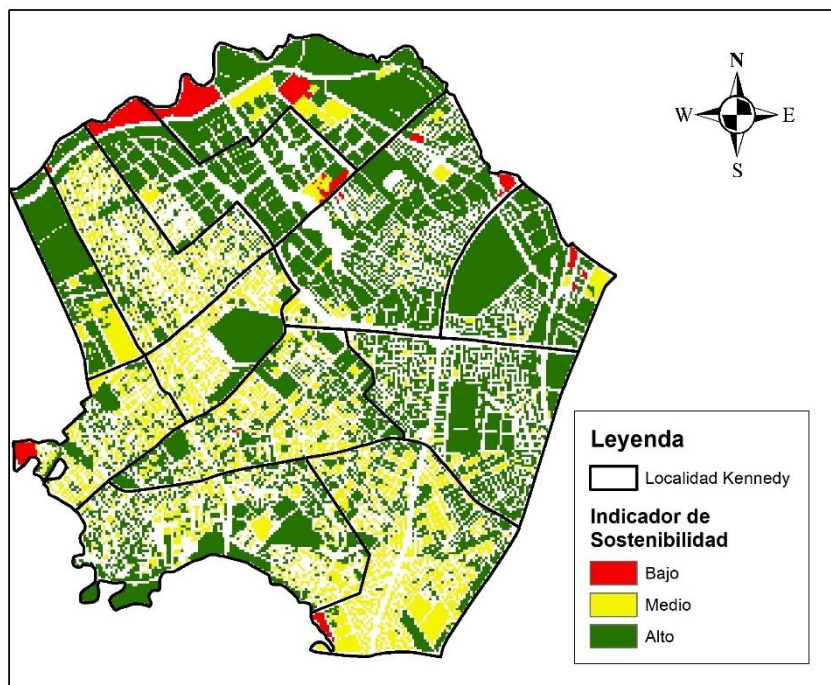 N
W E
S
Leyenda
Localidad Kennedy
Indicador de
Sostenibilidad
Bajo
Medio
Alto